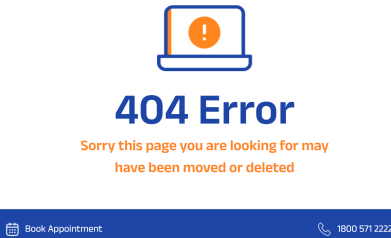 404 Error
Sorry this page you are looking for may
have been moved or deleted
Book Appointment
1800 571 2222